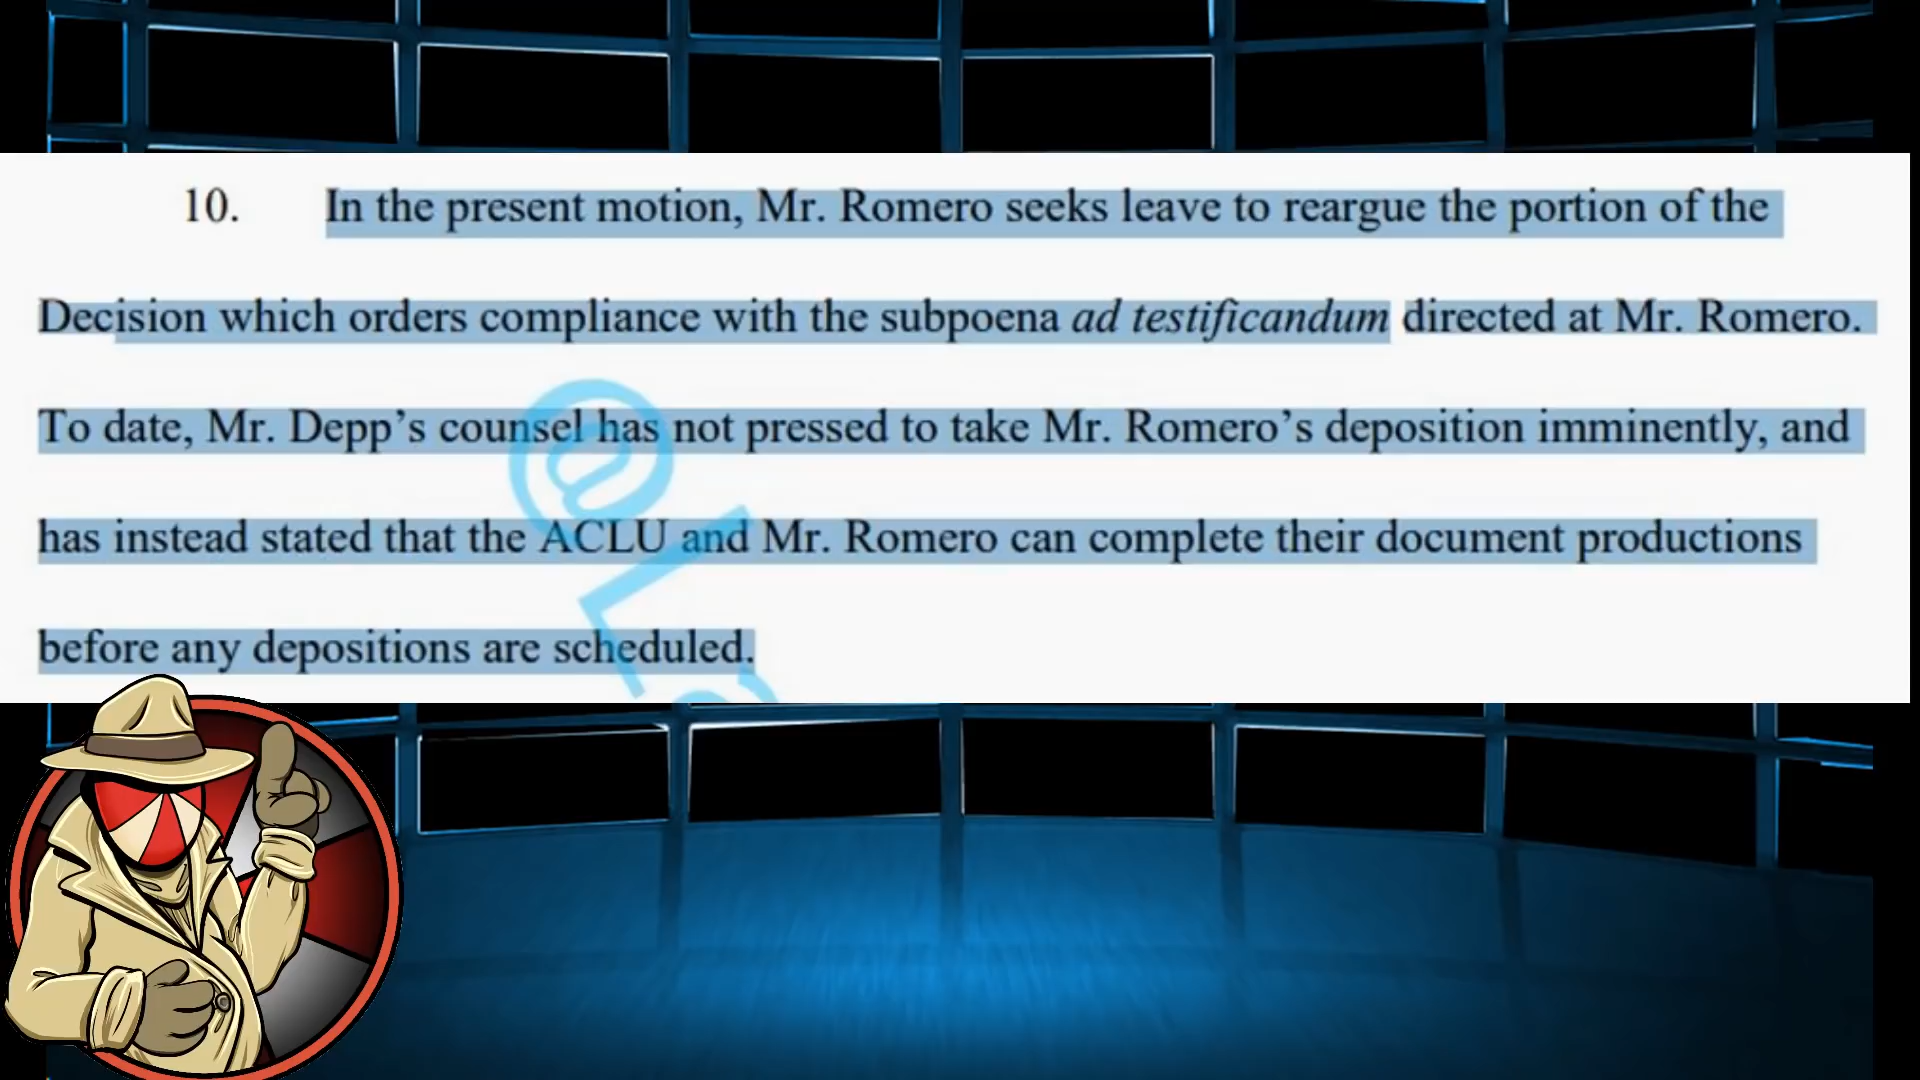 10. In the present motion, Mr. Romero seeks leave to reargue the portion of the
Decision which orders compliance with the subpoena ad testificandum directed at Mr. Romero.
To date, Mr. Depp’s counsel has not pressed to take Mr. Romero’s deposition imminently, and
has instead stated that the ACLU and Mr. Romero can complete their document productions
before any depositions are scheduled.